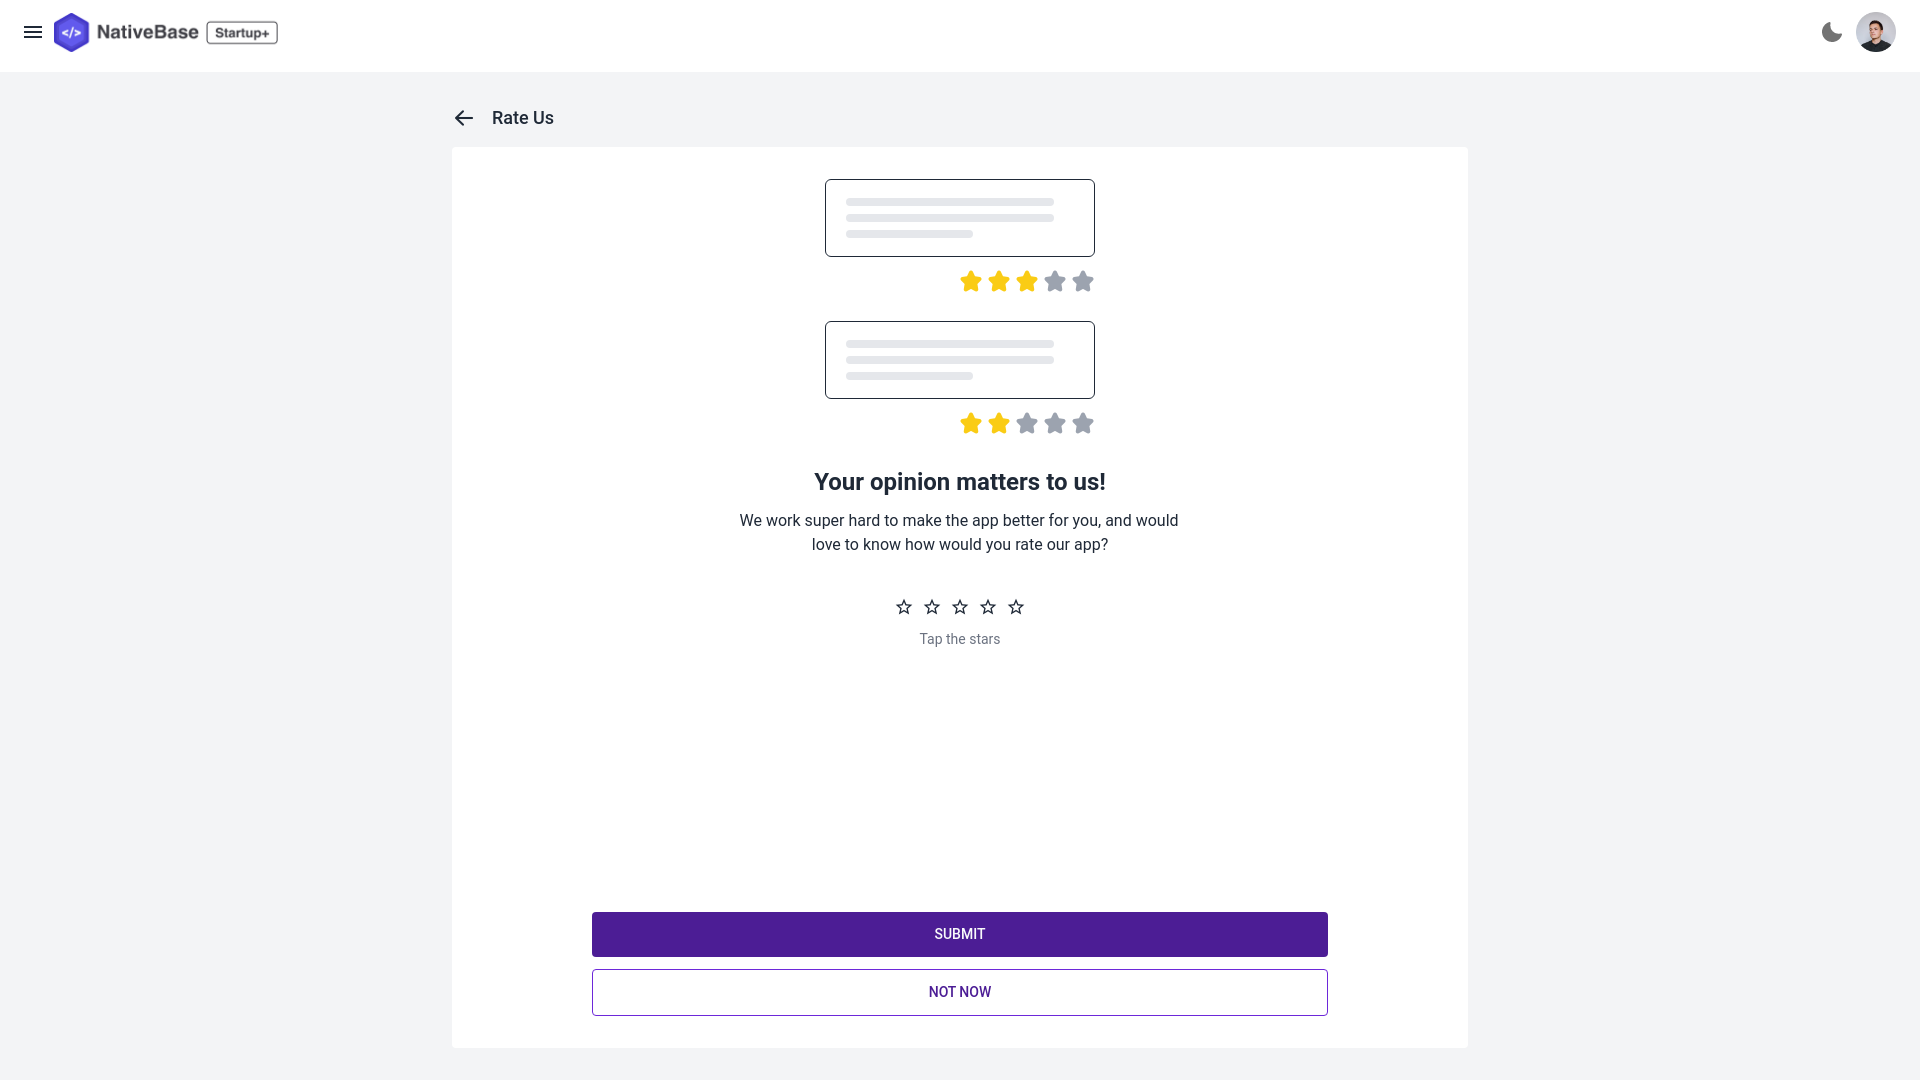 </> NativeBase Startup+
Rate Us
Your opinion matters to us!
We work super hard to make the app better for you, and would
love to know how would you rate our app?
Tap the stars
SUBMIT
NOT NOW